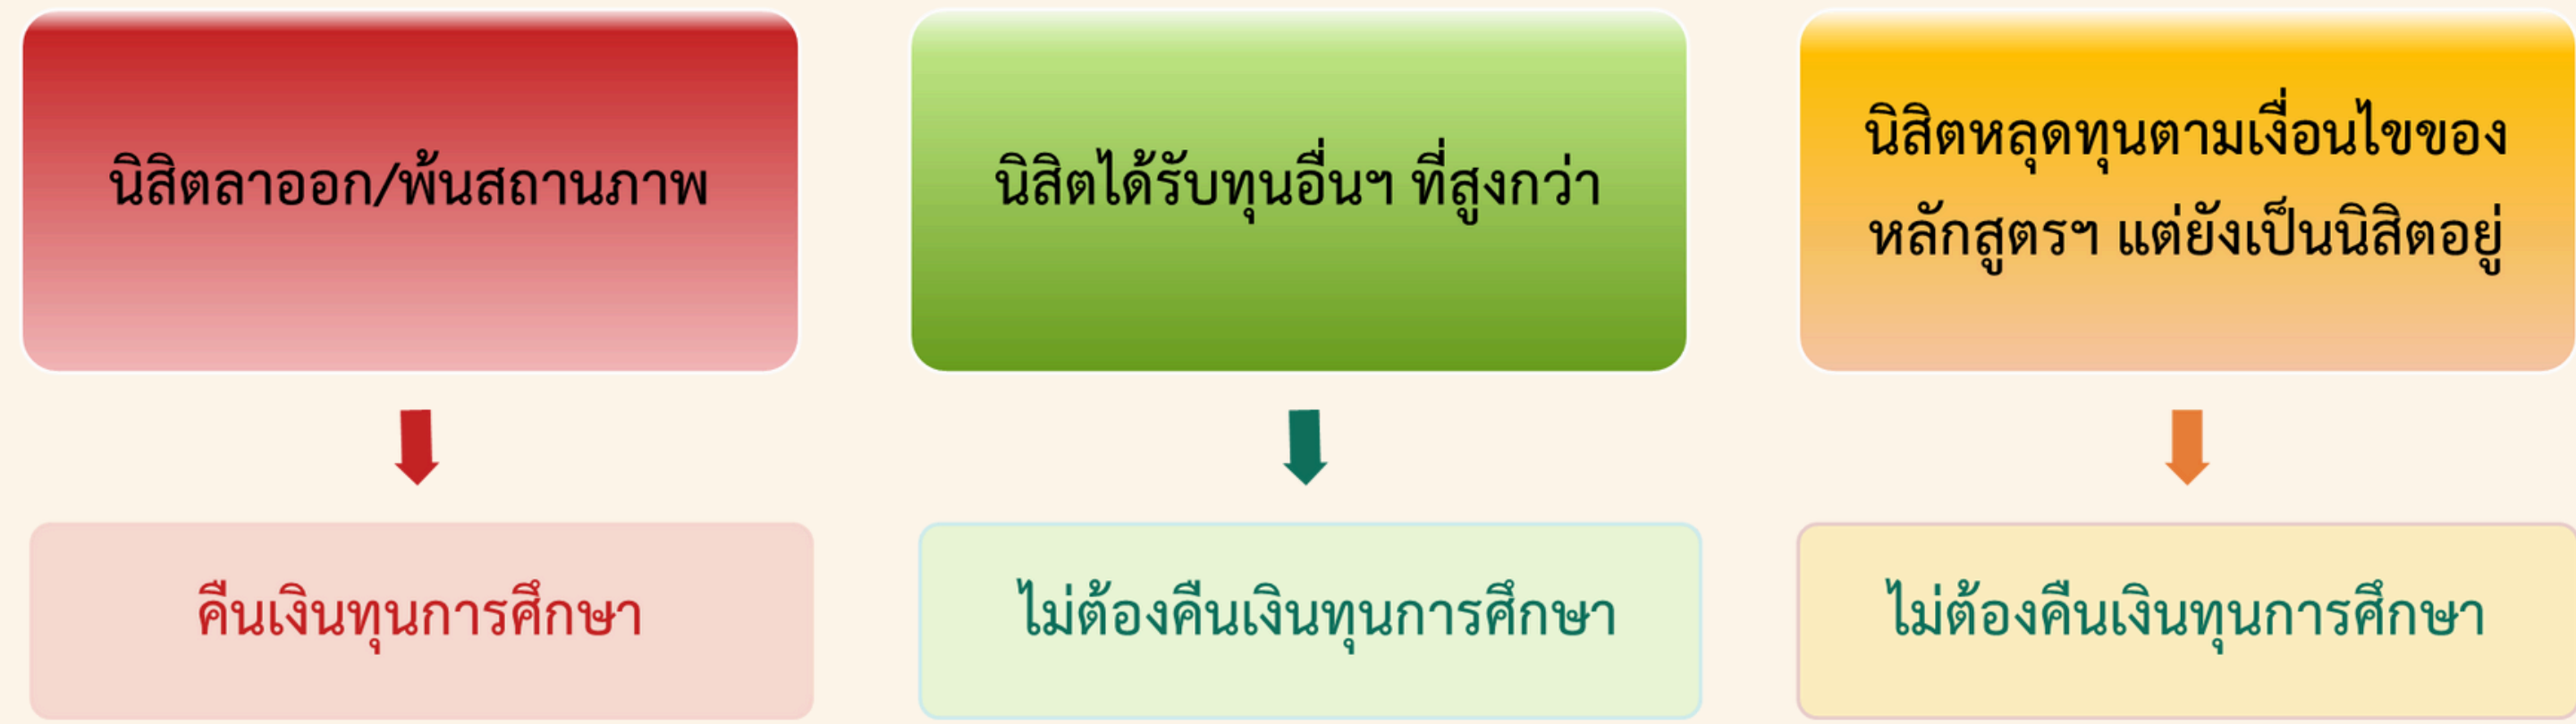 นิสิตลาออก/พ้นสถานภาพ
คืนเงินทุนการศึกษา
นิสิตได้รับทุนอื่นๆ ที่สูงกว่า
ไม่ต้องคืนเงินทุนการศึกษา
นิสิตหลุดทุนตามเงื่อนไขของ
หลักสูตรฯ แต่ยังเป็นนิสิตอยู่
ไม่ต้องคืนเงินทุนการศึกษา